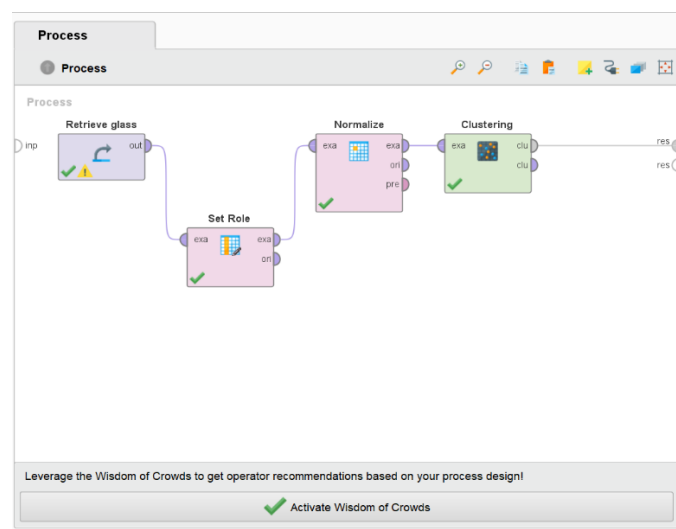 Process
Process
Process
Retrieve glass
Normalize
Clustering
inp
out
exa
exa
ori
pre
exa
clu
clu
res
res
Set Role
exa
exa
ori
Leverage the Wisdom of Crowds to get operator recommendations based on your process design!
Activate Wisdom of Crowds